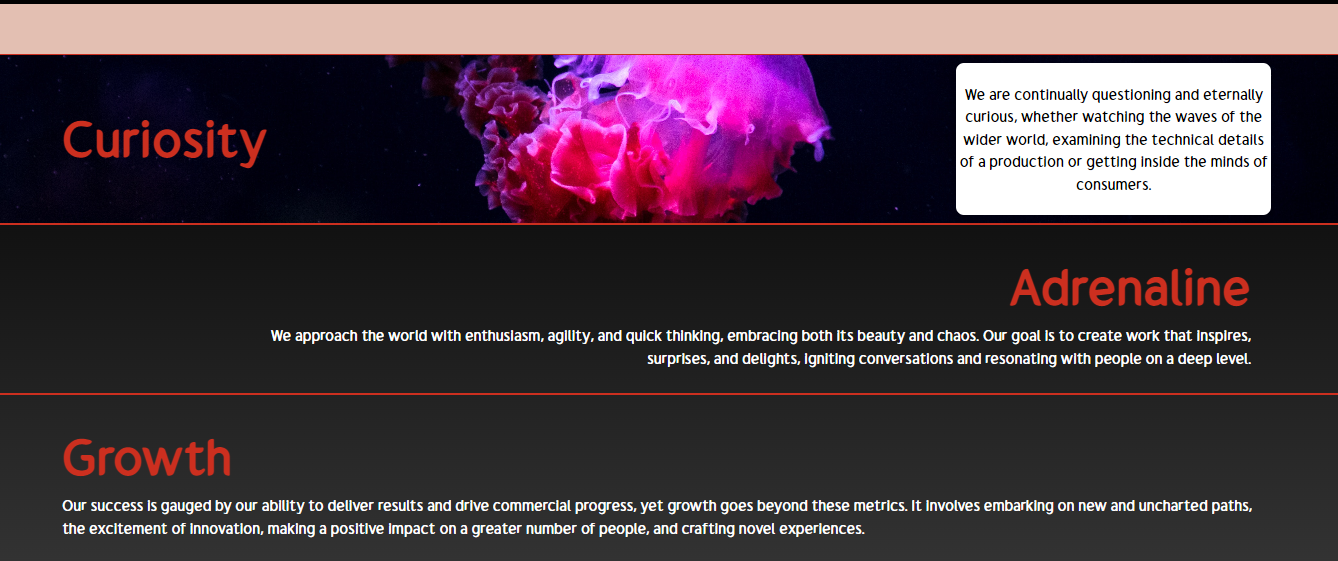 Curiosity
We are continually questioning and eternally
curious, whether watching the waves of the
wider world, examining the technical details
of a production or getting inside the minds of
consumers.
Adrenaline
We approach the world with enthusiasm, agility, and quick thinking, embracing both its beauty and chaos. Our goal is to create work that inspires,
surprises, and delights, igniting conversations and resonating with people on a deep level.
Growth
Our success is gauged by our ability to deliver results and drive commercial progress, yet growth goes beyond these metrics. It involves embarking on new and uncharted paths,
the excitement of innovation, making a positive impact on a greater number of people, and crafting novel experiences.